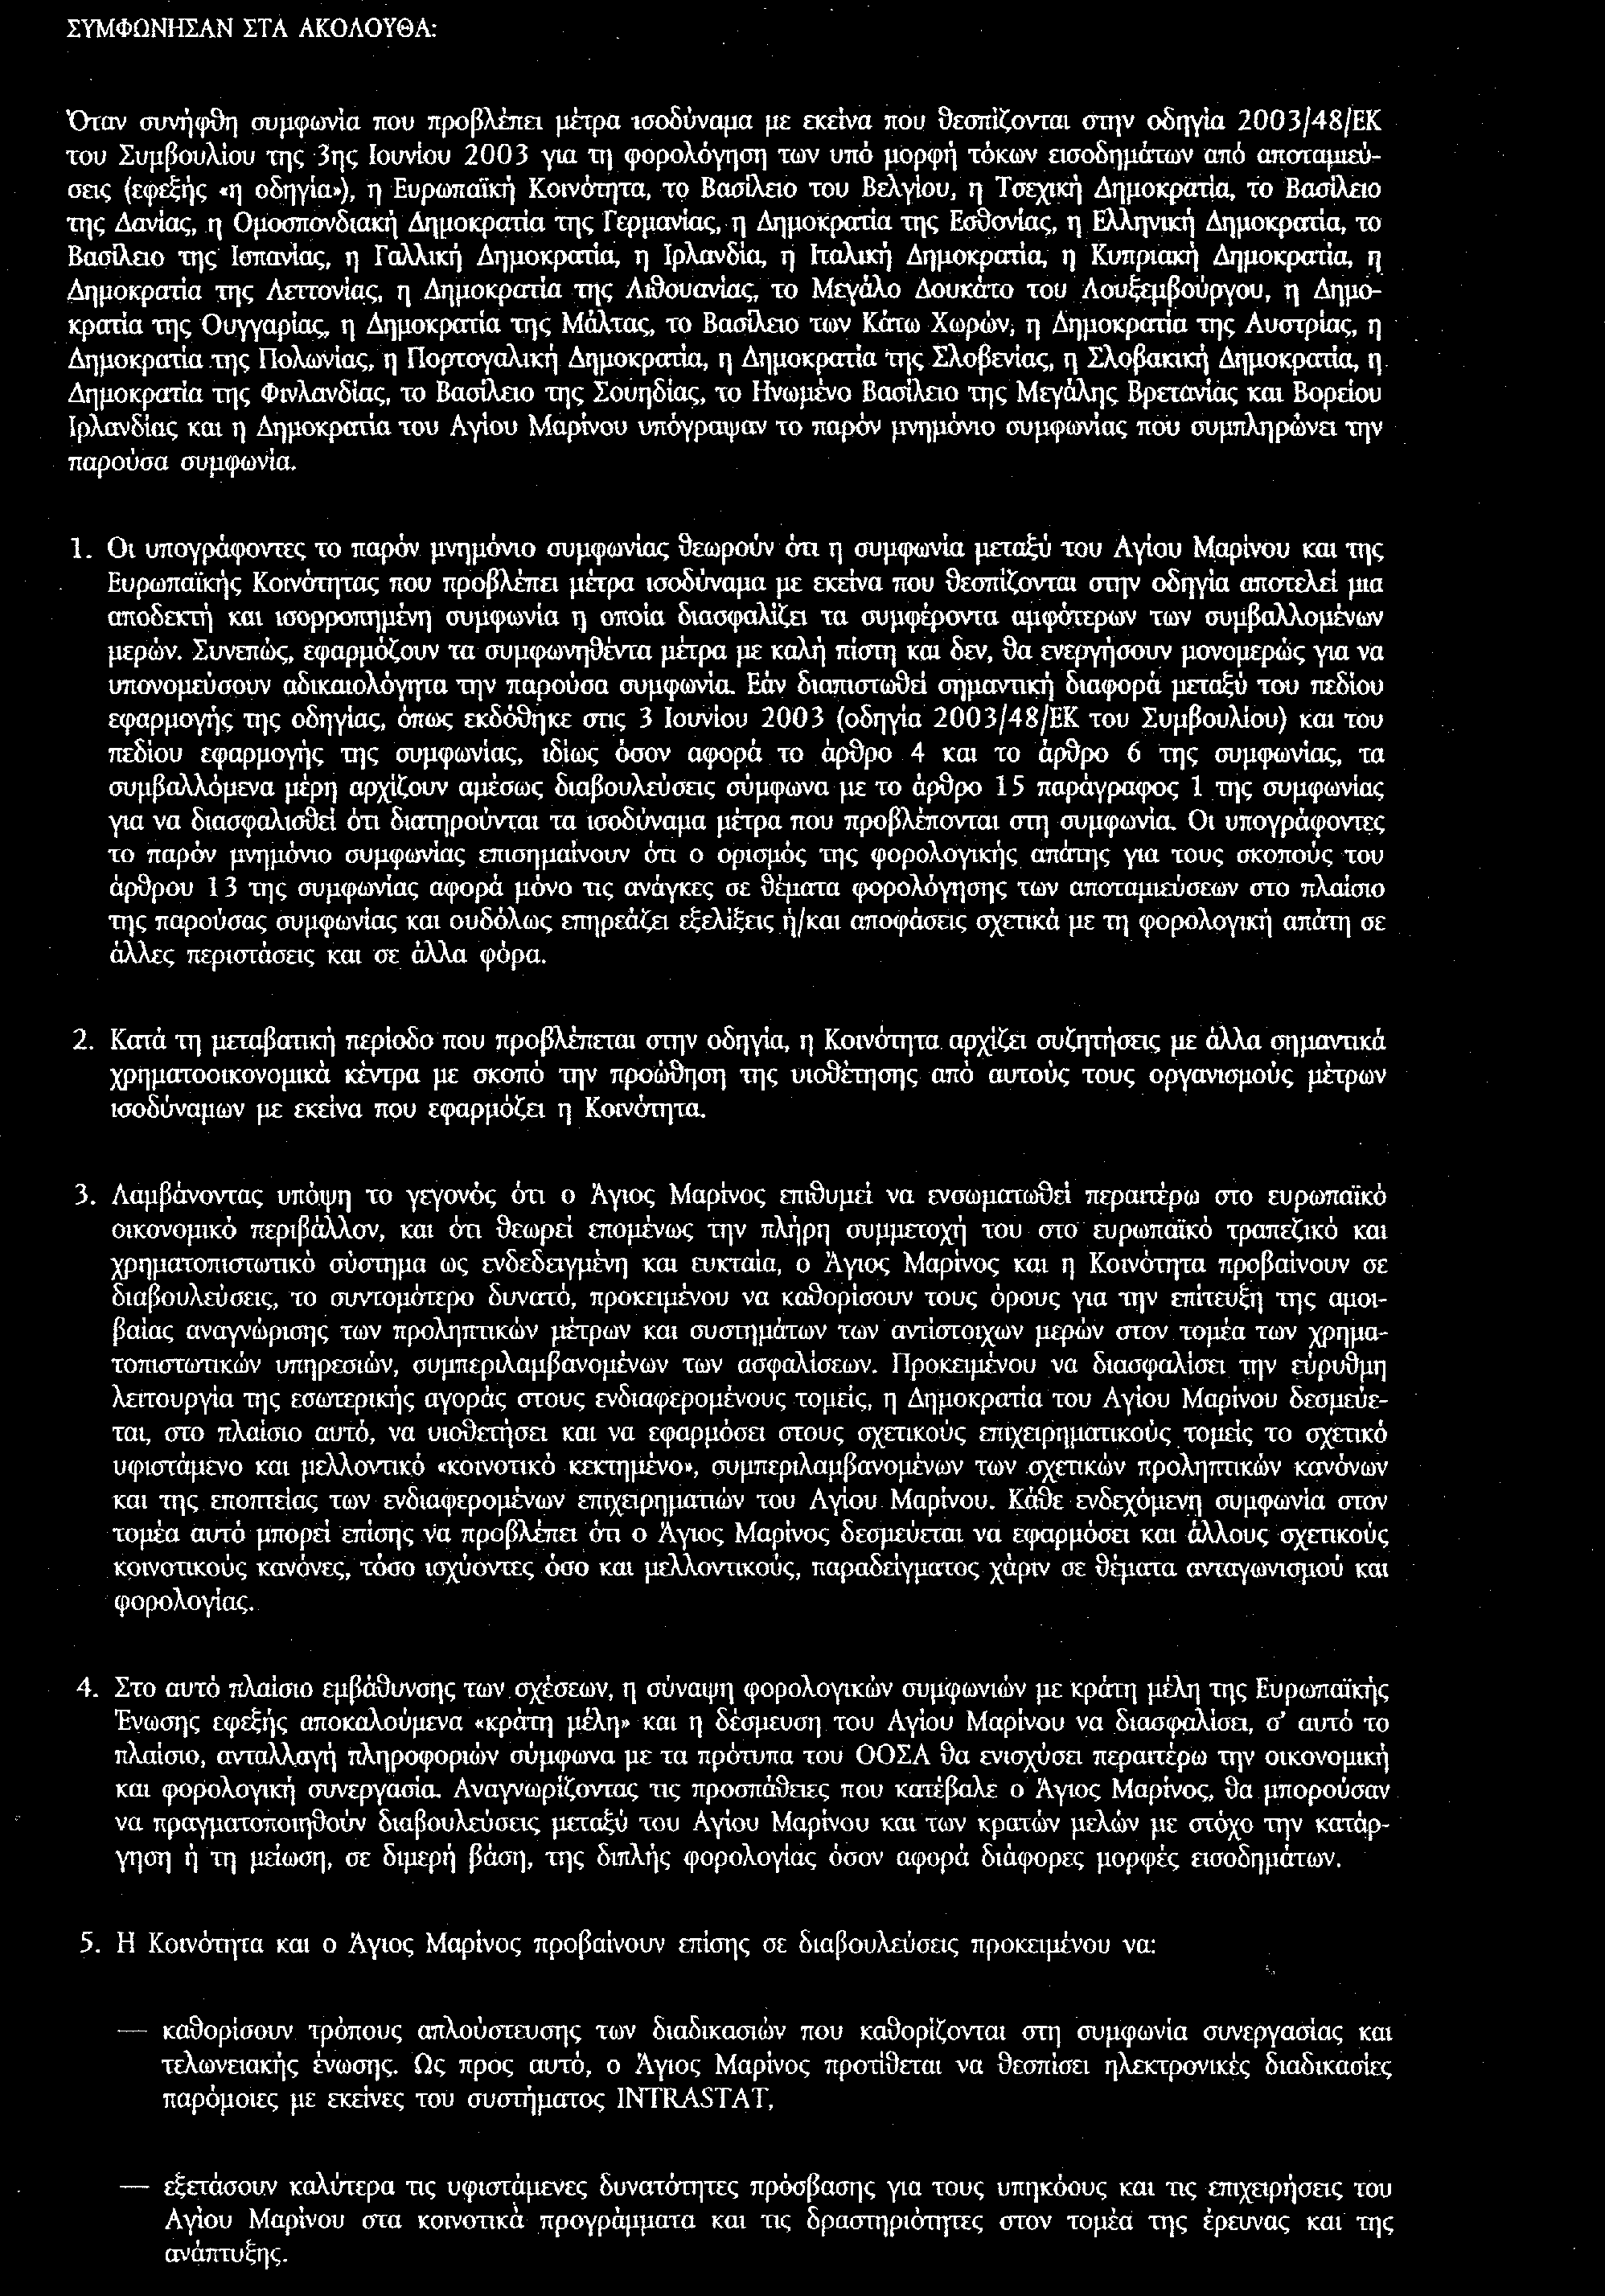 ΣΥΜΦΩΝΗΣΑΝ ΣΤΑ ΑΚΟΛΟΥΘΑ:
Όταν συνήφθη συμφωνία που προβλέπει μέτρα ισοδύναμα με εκείνα που θεσπίζονται στην οδηγία 2003/48/ΕΚ
του Συμβουλίου της 3ης Ιουνίου 2003 για τη φορολόγηση των υπό μορφή τόκων εισοδημάτων από αποταμιεύ-
σεις (εφεξής «η οδηγία»), η Ευρωπαϊκή Κοινότητα, το Βασίλειο του Βελγίου, η Τσεχική Δημοκρατία, το Βασίλειο
της Δανίας, η Ομοσπονδιακή Δημοκρατία της Γερμανίας, η Δημοκρατία της Εσθονίας, η Ελληνική Δημοκρατία, το
Βασίλειο της Ισπανίας, η Γαλλική Δημοκρατία, η Ιρλανδία, η Ιταλική Δημοκρατία, η Κυπριακή Δημοκρατία, η
Δημοκρατία της Λεττονίας, η Δημοκρατία της Λιθουανίας, το Μεγάλο Δουκάτο του Λουξεμβούργου, η Δημο-
κρατία της Ουγγαρίας, η Δημοκρατία της Μάλτας, το Βασίλειο των Κάτω Χωρών, η Δημοκρατία της Αυστρίας, η
Δημοκρατία της Πολωνίας, η Πορτογαλική Δημοκρατία, η Δημοκρατία της Σλοβενίας, η Σλοβακική Δημοκρατία, η
Δημοκρατία της Φινλανδίας, το Βασίλειο της Σουηδίας, το Ηνωμένο Βασίλειο της Μεγάλης Βρετανίας και Βορείου
Ιρλανδίας και η Δημοκρατία του Αγίου Μαρίνου υπόγραψαν το παρόν μνημόνιο συμφωνίας που συμπληρώνει την
παρούσα συμφωνία.
1. Οι υπογράφοντες το παρόν μνημόνιο συμφωνίας θεωρούν ότι η συμφωνία μεταξύ του Αγίου Μαρίνου και της
Ευρωπαϊκής Κοινότητας που προβλέπει μέτρα ισοδύναμα με εκείνα που θεσπίζονται στην οδηγία αποτελεί μια
αποδεκτή και ισορροπημένη συμφωνία η οποία διασφαλίζει τα συμφέροντα αμφότερων των συμβαλλομένων
μερών. Συνεπώς, εφαρμόζουν τα συμφωνηθέντα μέτρα με καλή πίστη και δεν, θα ενεργήσουν μονομερώς για να
υπονομεύσουν αδικαιολόγητα την παρούσα συμφωνία. Εάν διαπιστωθεί σημαντική διαφορά μεταξύ του πεδίου
εφαρμογής της οδηγίας, όπως εκδόθηκε στις 3 Ιουνίου 2003 (οδηγία 2003/48/ΕΚ του Συμβουλίου) και του
πεδίου εφαρμογής της συμφωνίας, ιδίως όσον αφορά το άρθρο 4 και το άρθρο 6 της συμφωνίας, τα
συμβαλλόμενα μέρη αρχίζουν αμέσως διαβουλεύσεις σύμφωνα με το άρθρο 15 παράγραφος 1 της συμφωνίας
για να διασφαλισθεί ότι διατηρούνται τα ισοδύναμα μέτρα που προβλέπονται στη συμφωνία. Οι υπογράφοντες
το παρόν μνημόνιο συμφωνίας επισημαίνουν ότι ο ορισμός της φορολογικής απάτης για τους σκοπούς του
άρθρου 13 της συμφωνίας αφορά μόνο τις ανάγκες σε θέματα φορολόγησης των αποταμιεύσεων στο πλαίσιο
της παρούσας συμφωνίας και ουδόλως επηρεάζει εξελίξεις ή/και αποφάσεις σχετικά με τη φορολογική απάτη σε
άλλες περιστάσεις και σε άλλα φόρα.
2. Κατά τη μεταβατική περίοδο που προβλέπεται στην οδηγία, η Κοινότητα αρχίζει συζητήσεις με άλλα σημαντικά
χρηματοοικονομικά κέντρα με σκοπό την προώθηση της υιοθέτησης από αυτούς τους οργανισμούς μέτρων
ισοδύναμων με εκείνα που εφαρμόζει η Κοινότητα.
3. Λαμβάνοντας υπόψη το γεγονός ότι ο Άγιος Μαρίνος επιθυμεί να ενσωματωθεί περαιτέρω στο ευρωπαϊκό
οικονομικό περιβάλλον, και ότι θεωρεί επομένως την πλήρη συμμετοχή του στο ευρωπαϊκό τραπεζικό και
χρηματοπιστωτικό σύστημα ως ενδεδειγμένη και ευκταία, ο Άγιος Μαρίνος και η Κοινότητα προβαίνουν σε
διαβουλεύσεις, το συντομότερο δυνατό, προκειμένου να καθορίσουν τους όρους για την επίτευξη της αμοι-
βαίας αναγνώρισης των προληπτικών μέτρων και συστημάτων των αντίστοιχων μερών στον τομέα των χρημα-
τοπιστωτικών υπηρεσιών, συμπεριλαμβανομένων των ασφαλίσεων. Προκειμένου να διασφαλίσει την εύρυθμη
λειτουργία της εσωτερικής αγοράς στους ενδιαφερομένους τομείς, η Δημοκρατία του Αγίου Μαρίνου δεσμεύε-
ται, στο πλαίσιο αυτό, να υιοθετήσει και να εφαρμόσει στους σχετικούς επιχειρηματικούς τομείς το σχετικό
υφιστάμενο και μελλοντικό «κοινοτικό κεκτημένο», συμπεριλαμβανομένων των σχετικών προληπτικών κανόνων
και της εποπτείας των ενδιαφερομένων επιχειρηματιών του Αγίου Μαρίνου. Κάθε ενδεχόμενη συμφωνία στον
τομέα αυτό μπορεί επίσης να προβλέπει ότι ο Άγιος Μαρίνος δεσμεύεται να εφαρμόσει και άλλους σχετικούς
κοινοτικούς κανόνες, τόσο ισχύοντες όσο και μελλοντικούς, παραδείγματος χάριν σε θέματα ανταγωνισμού και
φορολογίας.
4. Στο αυτό πλαίσιο εμβάθυνσης των σχέσεων, η σύναψη φορολογικών συμφωνιών με κράτη μέλη της Ευρωπαϊκής
Ένωσης εφεξής αποκαλούμενα «κράτη μέλη» και η δέσμευση του Αγίου Μαρίνου να διασφαλίσει, σ' αυτό το
πλαίσιο, ανταλλαγή πληροφοριών σύμφωνα με τα πρότυπα του ΟΟΣΑ θα ενισχύσει περαιτέρω την οικονομική
και φορολογική συνεργασία. Αναγνωρίζοντας τις προσπάθειες που κατέβαλε ο Άγιος Μαρίνος, θα μπορούσαν
να πραγματοποιηθούν διαβουλεύσεις μεταξύ του Αγίου Μαρίνου και των κρατών μελών με στόχο την κατάρ-
γηση ή τη μείωση, σε διμερή βάση, της διπλής φορολογίας όσον αφορά διάφορες μορφές εισοδημάτων.
5. Η Κοινότητα και ο Άγιος Μαρίνος προβαίνουν επίσης σε διαβουλεύσεις προκειμένου να:
— καθορίσουν τρόπους απλούστευσης των διαδικασιών που καθορίζονται στη συμφωνία συνεργασίας και
τελωνειακής ένωσης. Ως προς αυτό, ο Άγιος Μαρίνος προτίθεται να θεσπίσει ηλεκτρονικές διαδικασίες
παρόμοιες με εκείνες του συστήματος INTRASTAT,
— εξετάσουν καλύτερα τις υφιστάμενες δυνατότητες πρόσβασης για τους υπηκόους και τις επιχειρήσεις του
Αγίου Μαρίνου στα κοινοτικά προγράμματα και τις δραστηριότητες στον τομέα της έρευνας και της
ανάπτυξης.